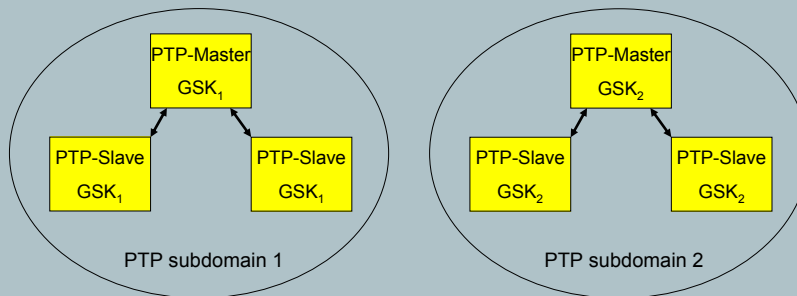 PTP-Master
GSK₁
PTP-Slave
GSK₁
PTP-Slave
GSK₁
PTP subdomain 1
PTP-Master
GSK₂
PTP-Slave
GSK₂
PTP-Slave
GSK₂
PTP subdomain 2